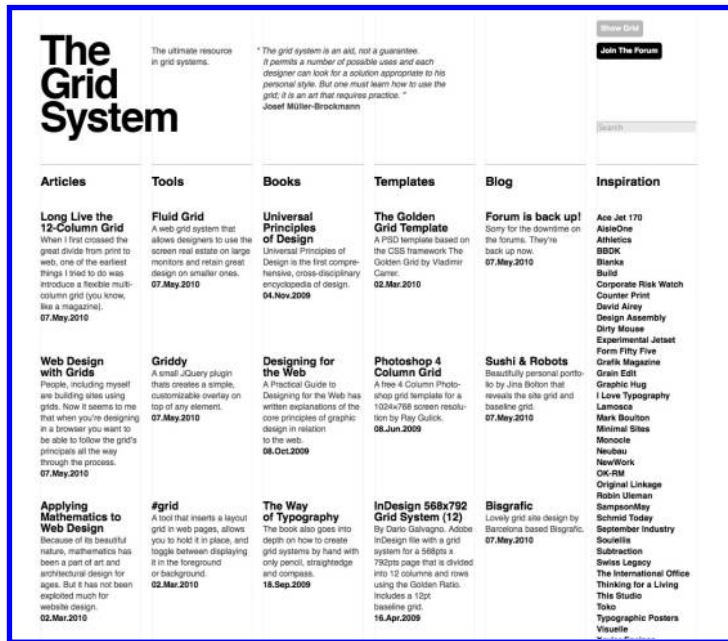 The
Grid
System
The ultimate resource
in grid systems.
“ The grid system is an aid, not a guarantee.
It permits a number of possible uses and each
designer can look for a solution appropriate to his
personal style. But one must learn how to use the
grid; it is an art that requires practice. ”
Josef Müller-Brockmann
Show Grid
Join The Forum
Search
Articles
Long Live the
12-Column Grid
When I first crossed the
great divide from print to
web, one of the earliest
things I tried to do was
introduce a flexible multi-
column grid (you know,
like a magazine).
07.May.2010
Web Design
with Grids
People, including myself
are building sites using
grids. Now it seems to me
that when you're designing
in a browser you want to
be able to follow the grid's
principals all the way
through the process.
07.May.2010
Applying
Mathematics to
Web Design
Because of its beautiful
nature, mathematics has
been a part of art and
architectural design for
ages. But it has not been
exploited much for
website design.
02.Mar.2010
Tools
Fluid Grid
A web grid system that
allows designers to use the
screen real estate on large
monitors and retain great
design on smaller ones.
07.May.2010
Griddy
A small JQuery plugin
thats creates a simple,
customizable overlay on
top of any element.
07.May.2010
#grid
A tool that inserts a layout
grid in web pages, allows
you to hold it in place, and
toggle between displaying
it in the foreground
or background.
02.Mar.2010
Books
Universal
Principles
of Design
Universal Principles of
Design is the first compre-
hensive, cross-disciplinary
encyclopedia of design.
04.Nov.2009
Designing for
the Web
A Practical Guide to
Designing for the Web has
written explanations of the
core principles of graphic
design in relation
to the web.
08.Oct.2009
The Way
of Typography
The book also goes into
depth on how to create
grid systems by hand with
only pencil, straightedge
and compass.
18.Sep.2009
Templates
The Golden
Grid Template
A PSD template based on
the CSS framework The
Golden Grid by Vladimir
Carrer.
02.Mar.2010
Photoshop 4
Column Grid
A free 4 Column Photo-
shop grid template for a
1024x768 screen resolu-
tion by Ray Gulick.
08.Jun.2009
InDesign 568x792
Grid System (12)
By Dario Galvagno. Adobe
InDesign file with a grid
system for a 568pts x
792pts page that is divided
into 12 columns and rows
using the Golden Ratio.
Includes a 12pt
baseline grid.
16.Apr.2009
Blog
Forum is back up!
Sorry for the downtime on
the forums. They're
back up now.
07.May.2010
Sushi & Robots
Beautifully personal portfo-
lio by Jina Bolton that
reveals the site grid and
baseline grid.
07.May.2010
Bisgrafic
Lovely grid site design by
Barcelona based Bisgrafic.
07.May.2010
Inspiration
Ace Jet 170
AisleOne
Athletics
BBDK
Blanka
Build
Corporate Risk Watch
Counter Print
David Airey
Design Assembly
Dirty Mouse
Experimental Jetset
Form Fifty Five
Grafik Magazine
Grain Edit
Graphic Hug
I Love Typography
Lamosca
Mark Boulton
Minimal Sites
Monocle
Neubau
NewWork
OK-RM
Original Linkage
Robin Uleman
SampsonMay
Schmid Today
September Industry
Soulellis
Subtraction
Swiss Legacy
The International Office
Thinking for a Living
This Studio
Toko
Typographic Posters
Visuelle